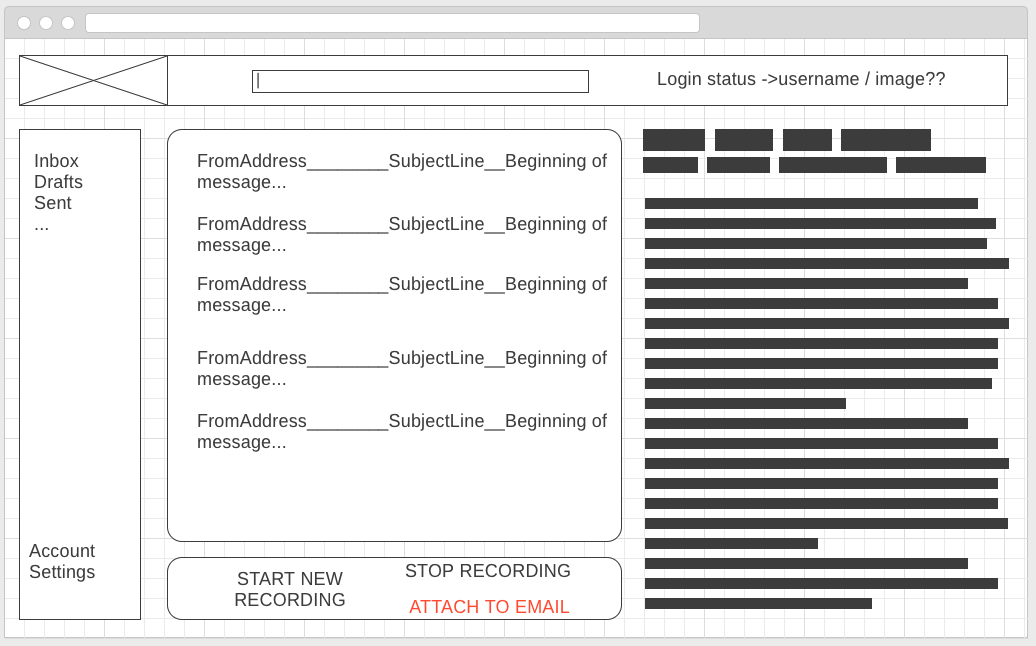 Login status ->username / image??
Inbox
Drafts
Sent
...
Account
Settings
FromAddress________SubjectLine__Beginning of
message...
FromAddress________SubjectLine__Beginning of
message...
FromAddress________SubjectLine__Beginning of
message...
FromAddress________SubjectLine__Beginning of
message...
FromAddress________SubjectLine__Beginning of
message...
START NEW
RECORDING
STOP RECORDING
ATTACH TO EMAIL